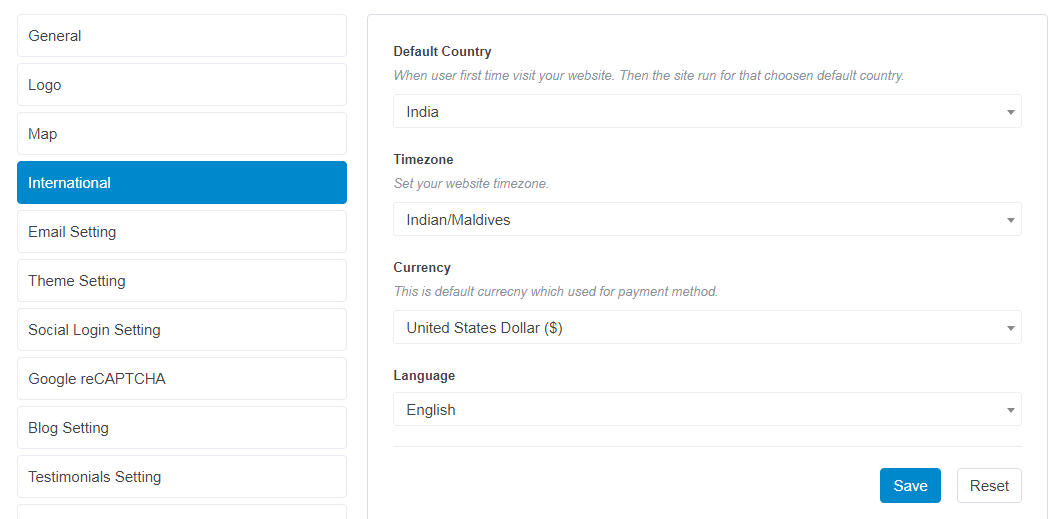 General
Logo
Map
International
Email Setting
Theme Setting
Social Login Setting
Google reCAPTCHA
Blog Setting
Testimonials Setting
Default Country
When user first time visit your website. Then the site run for that choosen default country.
India
Timezone
Set your website timezone.
Indian/Maldives
Currency
This is default currecny which used for payment method.
United States Dollar ($)
Language
English
Save
Reset